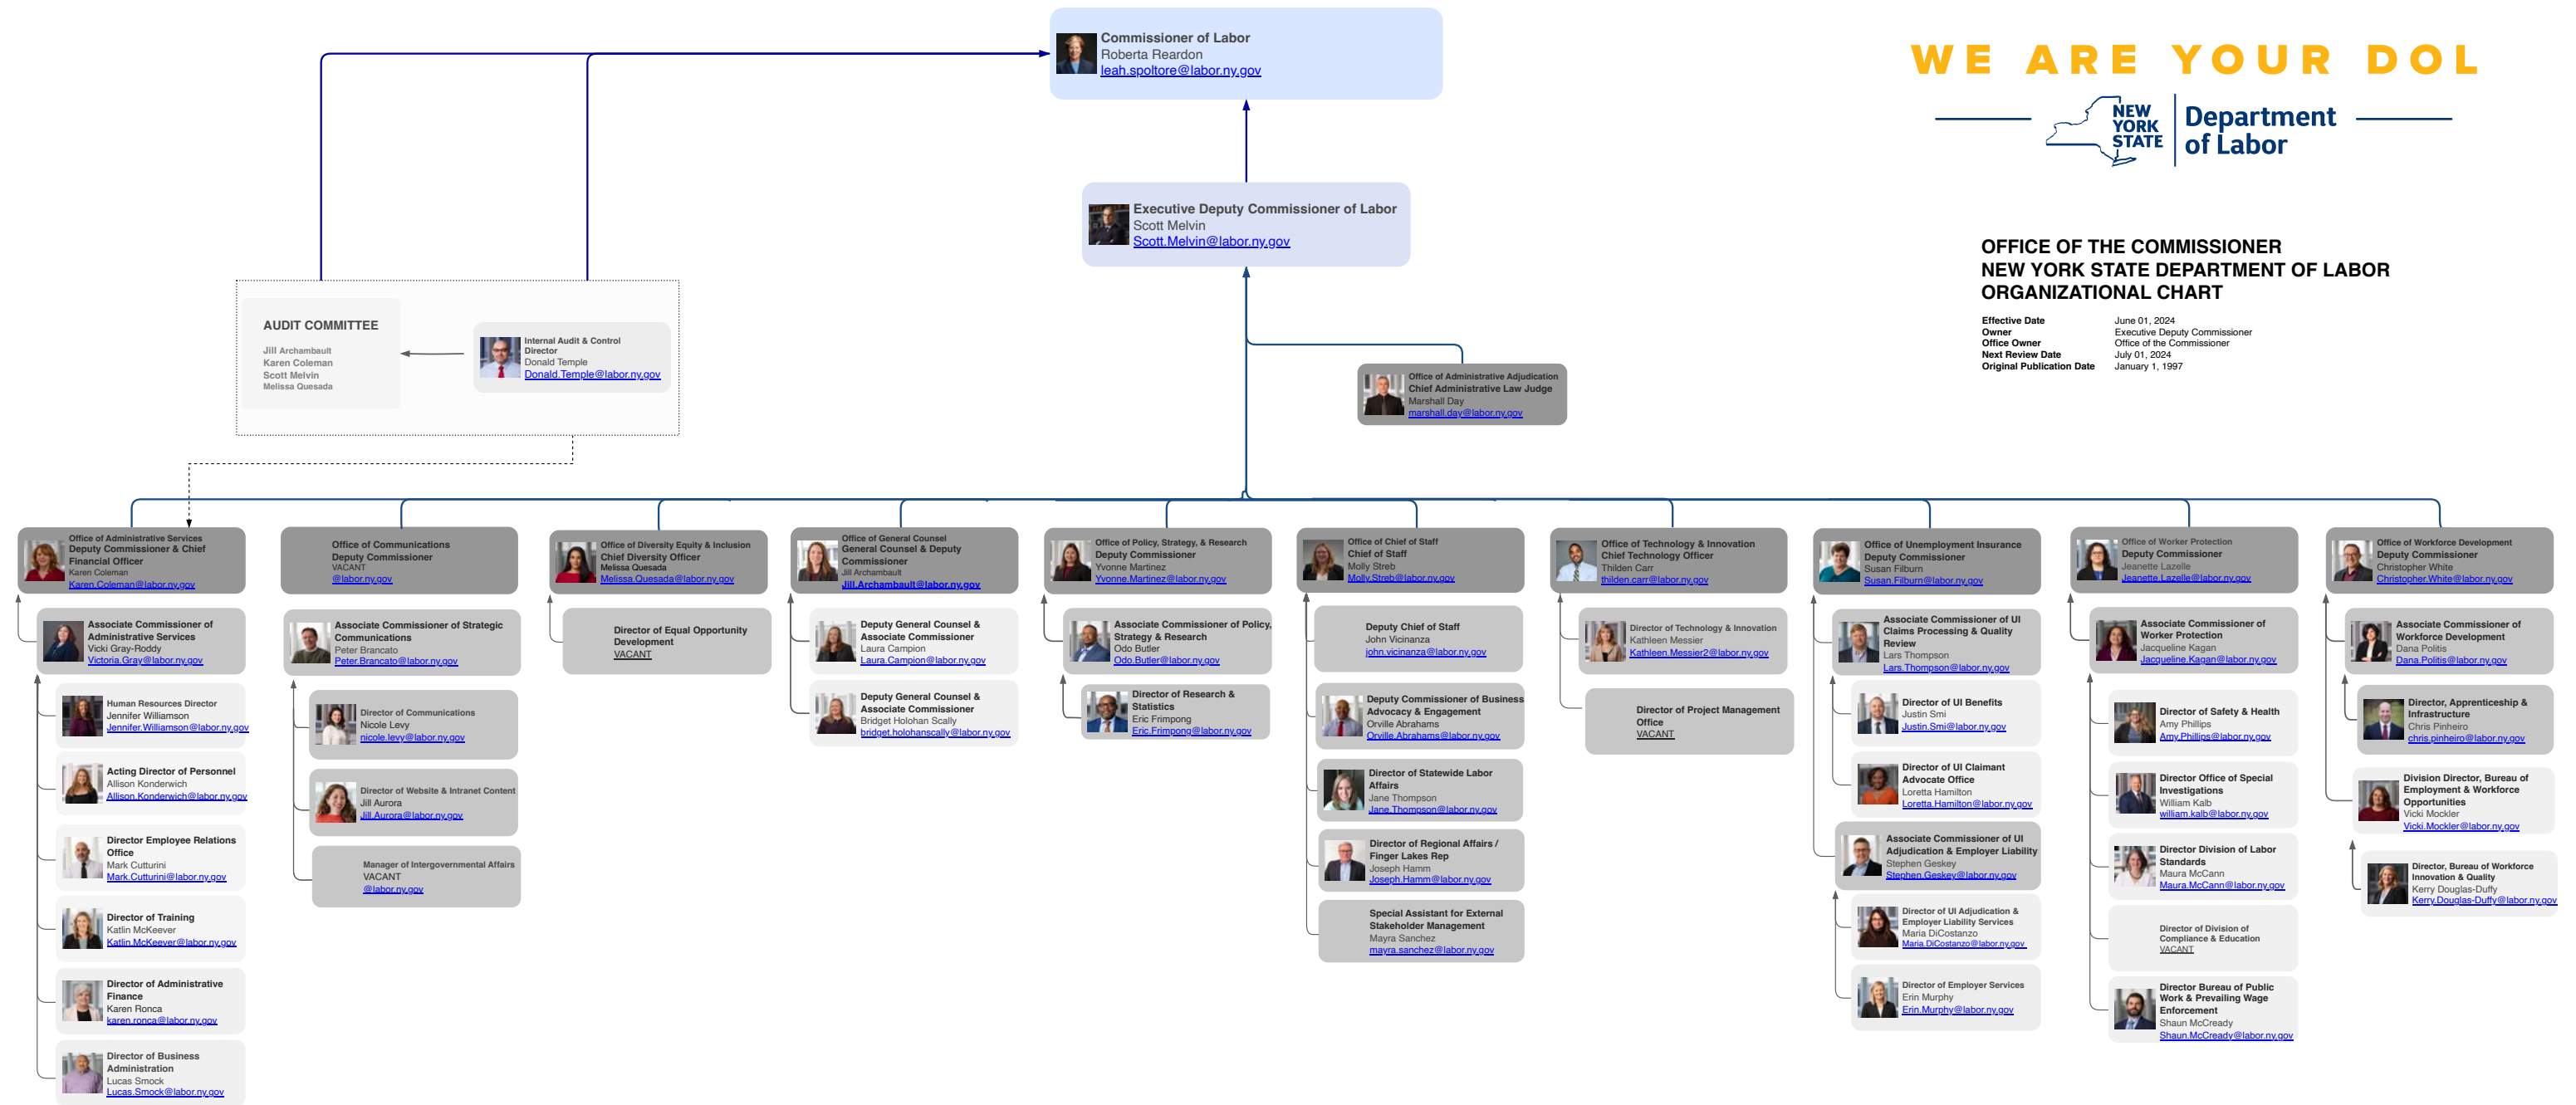 Commissioner of Labor
Roberta Reardon
leah.spoltore@labor.ny.gov
WE ARE YOUR DOL
NEW
YORK
STATE
Department
of Labor
Executive Deputy Commissioner of Labor
Scott Melvin
Scott.Melvin@labor.ny.gov
OFFICE OF THE COMMISSIONER
NEW YORK STATE DEPARTMENT OF LABOR
ORGANIZATIONAL CHART
Effective Date June 01, 2024
Owner Executive Deputy Commissioner
Office Owner Office of the Commissioner
Next Review Date July 01, 2024
Original Publication Date January 1, 1997
AUDIT COMMITTEE
Jill Archambault
Karen Coleman
Scott Melvin
Melissa Quesada
Internal Audit & Control
Director
Donald Temple
Donald.Temple@labor.ny.gov
Office of Administrative Adjudication
Chief Administrative Law Judge
Marshall Day
marshall.day@labor.ny.gov
Office of Administrative Services
Deputy Commissioner & Chief
Financial Officer
Karen Coleman
Karen.Coleman@labor.ny.gov
Associate Commissioner of
Administrative Services
Vicki Gray-Roddy
Victoria.Gray@labor.ny.gov
Human Resources Director
Jennifer Williamson
Jennifer.Williamson@labor.ny.gov
Acting Director of Personnel
Allison Konderwich
Allison.Konderwich@labor.ny.gov
Director Employee Relations
Office
Mark Cutturini
Mark.Cutturini@labor.ny.gov
Director of Training
Katlin McKeever
Katlin.McKeever@labor.ny.gov
Director of Administrative
Finance
Karen Ronca
karen.ronca@labor.ny.gov
Director of Business
Administration
Lucas Smock
Lucas.Smock@labor.ny.gov
Office of Communications
Deputy Commissioner
VACANT
@labor.ny.gov
Associate Commissioner of Strategic
Communications
Peter Brancato
Peter.Brancato@labor.ny.gov
Director of Communications
Nicole Levy
nicole.levy@labor.ny.gov
Director of Website & Intranet Content
Jill Aurora
Jill.Aurora@labor.ny.gov
Manager of Intergovernmental Affairs
VACANT
@labor.ny.gov
Office of Diversity Equity & Inclusion
Chief Diversity Officer
Melissa Quesada
Melissa.Quesada@labor.ny.gov
Director of Equal Opportunity
Development
VACANT
Office of General Counsel
General Counsel & Deputy
Commissioner
Jill Archambault
Jill.Archambault@labor.ny.gov
Deputy General Counsel &
Associate Commissioner
Laura Campion
Laura.Campion@labor.ny.gov
Deputy General Counsel &
Associate Commissioner
Bridget Holohan Scally
bridget.holohanscally@labor.ny.gov
Office of Policy, Strategy, & Research
Deputy Commissioner
Yvonne Martinez
Yvonne.Martinez@labor.ny.gov
Associate Commissioner of Policy,
Strategy & Research
Odo Butler
Odo.Butler@labor.ny.gov
Director of Research &
Statistics
Eric Frimpong
Eric.Frimpong@labor.ny.gov
Office of Chief of Staff
Chief of Staff
Molly Streb
Molly.Streb@labor.ny.gov
Deputy Chief of Staff
John Vicinanza
john.vicinanza@labor.ny.gov
Deputy Commissioner of Business
Advocacy & Engagement
Orville Abrahams
Orville.Abrahams@labor.ny.gov
Director of Statewide Labor
Affairs
Jane Thompson
Jane.Thompson@labor.ny.gov
Director of Regional Affairs /
Finger Lakes Rep
Joseph Hamm
Joseph.Hamm@labor.ny.gov
Special Assistant for External
Stakeholder Management
Mayra Sanchez
mayra.sanchez@labor.ny.gov
Office of Technology & Innovation
Chief Technology Officer
Thilden Carr
thilden.carr@labor.ny.gov
Director of Technology & Innovation
Kathleen Messier
Kathleen.Messier2@labor.ny.gov
Director of Project Management
Office
VACANT
Office of Unemployment Insurance
Deputy Commissioner
Susan Filburn
Susan.Filburn@labor.ny.gov
Associate Commissioner of UI
Claims Processing & Quality
Review
Lars Thompson
Lars.Thompson@labor.ny.gov
Director of UI Benefits
Justin Smi
Justin.Smi@labor.ny.gov
Director of UI Claimant
Advocate Office
Loretta Hamilton
Loretta.Hamilton@labor.ny.gov
Associate Commissioner of UI
Adjudication & Employer Liability
Stephen Geskey
Stephen.Geskey@labor.ny.gov
Director of UI Adjudication &
Employer Liability Services
Maria DiCostanzo
Maria.DiCostanzo@labor.ny.gov
Director of Employer Services
Erin Murphy
Erin.Murphy@labor.ny.gov
Office of Worker Protection
Deputy Commissioner
Jeanette Lazelle
Jeanette.Lazelle@labor.ny.gov
Associate Commissioner of
Worker Protection
Jacqueline Kagan
Jacqueline.Kagan@labor.ny.gov
Director of Safety & Health
Amy Phillips
Amy.Phillips@labor.ny.gov
Director Office of Special
Investigations
William Kalb
william.kalb@labor.ny.gov
Director Division of Labor
Standards
Maura McCann
Maura.McCann@labor.ny.gov
Director of Division of
Compliance & Education
VACANT
Director Bureau of Public
Work & Prevailing Wage
Enforcement
Shaun McCready
Shaun.McCready@labor.ny.gov
Office of Workforce Development
Deputy Commissioner
Christopher White
Christopher.White@labor.ny.gov
Associate Commissioner of
Workforce Development
Dana Politis
Dana.Politis@labor.ny.gov
Director, Apprenticeship &
Infrastructure
Chris Pinheiro
chris.pinheiro@labor.ny.gov
Division Director, Bureau of
Employment & Workforce
Opportunities
Vicki Mockler
Vicki.Mockler@labor.ny.gov
Director, Bureau of Workforce
Innovation & Quality
Kerry Douglas-Duffy
Kerry.Douglas-Duffy@labor.ny.gov